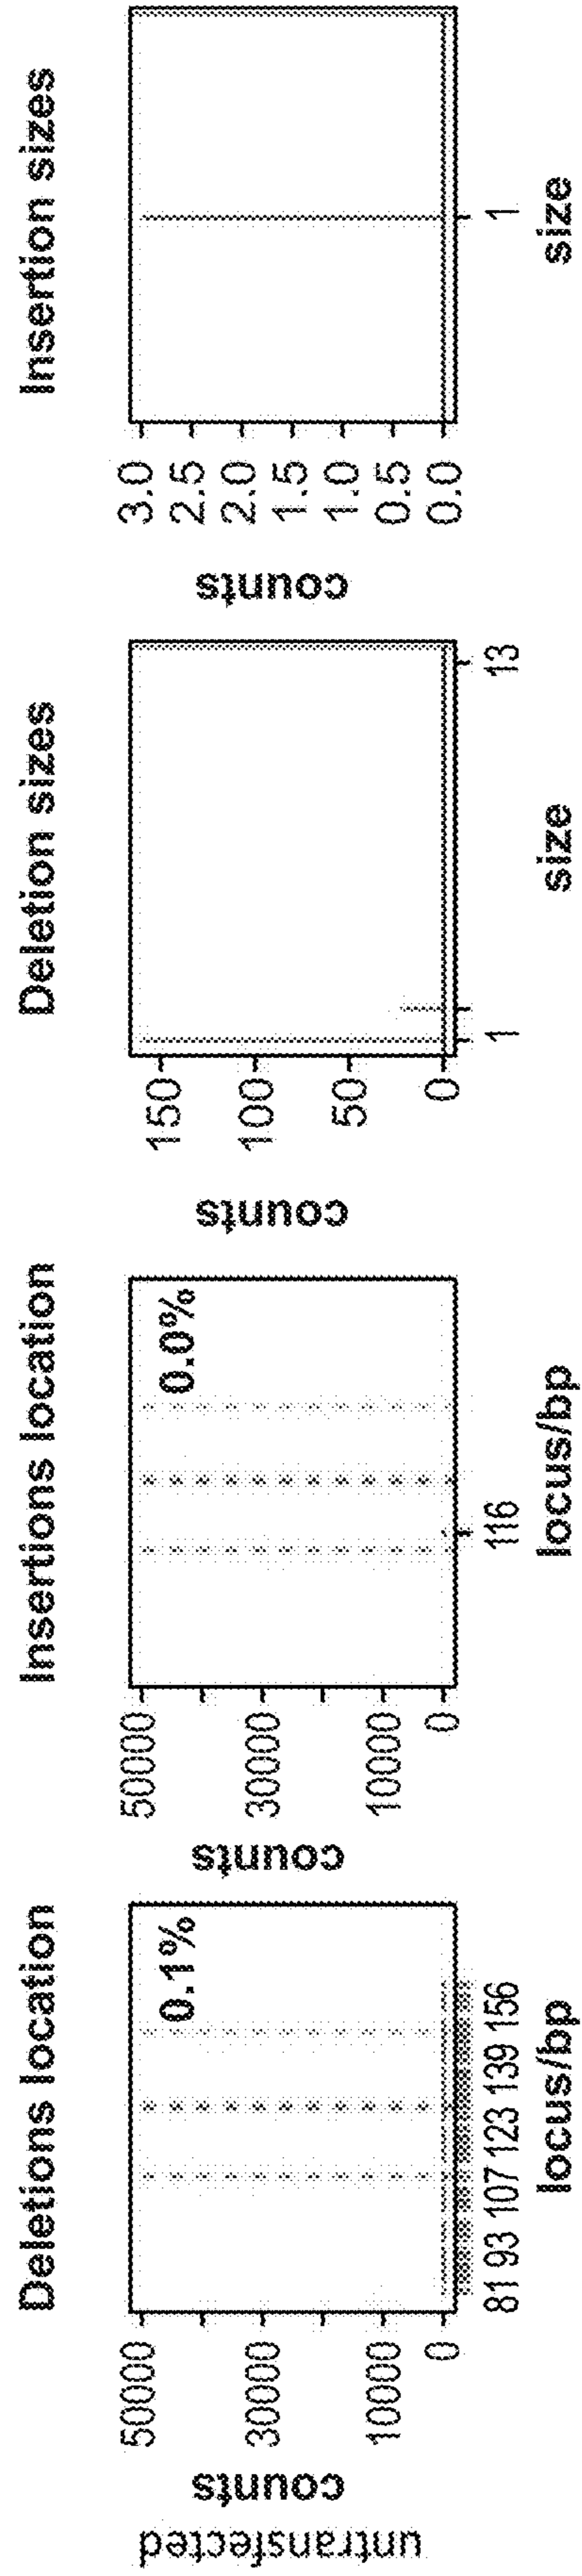 untransfected
Deletions location
counts
50000
30000
10000
0
0.1%
81 93 107 123 139 156
locus/bp
Insertions location
counts
50000
30000
10000
0
0.0%
116
locus/bp
Deletion sizes
counts
150
100
50
0
1
13
size
Insertion sizes
counts
3.0
2.5
2.0
1.5
1.0
0.5
0.0
1
size